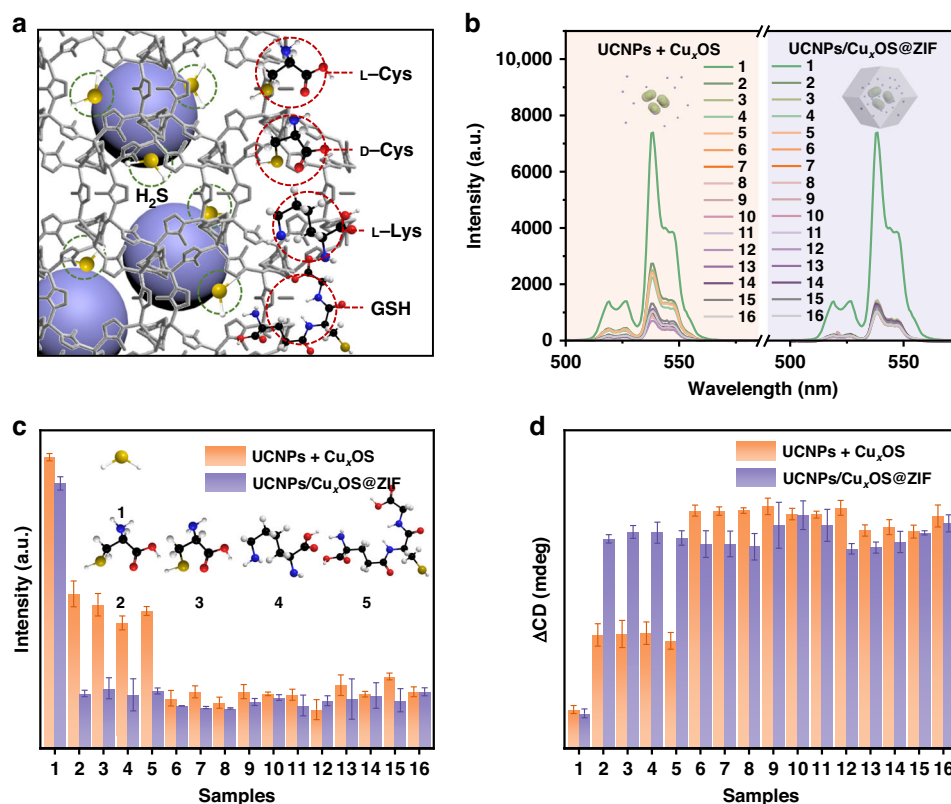 a
L–Cys
D–Cys
H₂S
L–Lys
GSH
b
UCNPs + CuₓOS
UCNPs/CuₓOS@ZIF
1
2
3
4
5
6
7
8
9
10
11
12
13
14
15
16
1
2
3
4
5
6
7
8
9
10
11
12
13
14
15
16
10,000
8000
6000
4000
2000
0
Intensity (a.u.)
500 550 500 550
Wavelength (nm)
c
UCNPs + CuₓOS
UCNPs/CuₓOS@ZIF
1
2 3 4 5
Intensity (a.u.)
1 2 3 4 5 6 7 8 9 10 11 12 13 14 15 16
Samples
d
UCNPs + CuₓOS
UCNPs/CuₓOS@ZIF
ΔCD (mdeg)
1 2 3 4 5 6 7 8 9 10 11 12 13 14 15 16
Samples